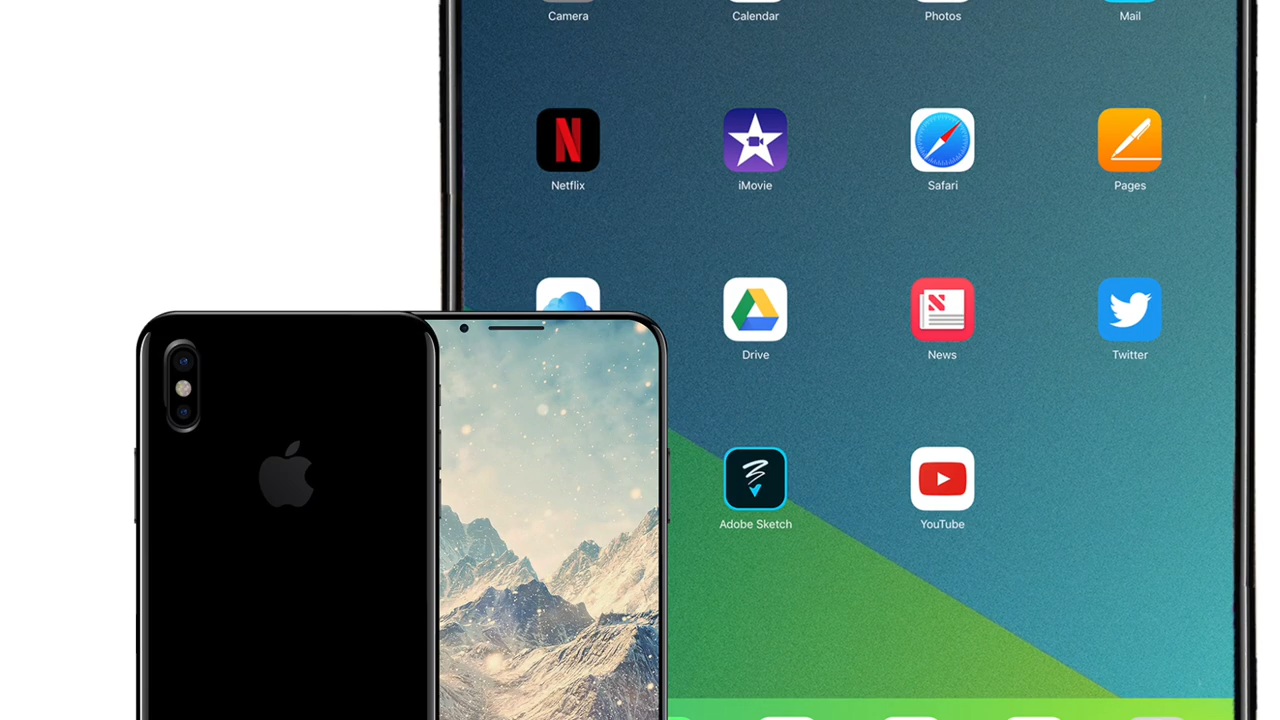 Camera Calendar Photos Mail
Netflix iMovie Safari Pages
Drive News Twitter
Adobe Sketch YouTube